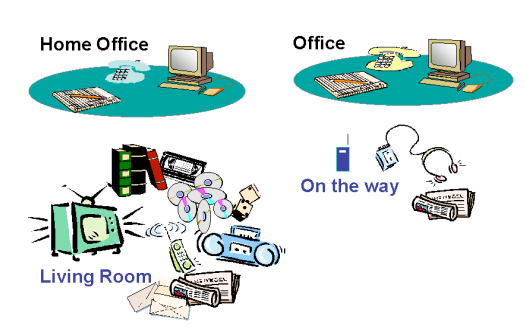 Home Office
Office
On the way
Living Room